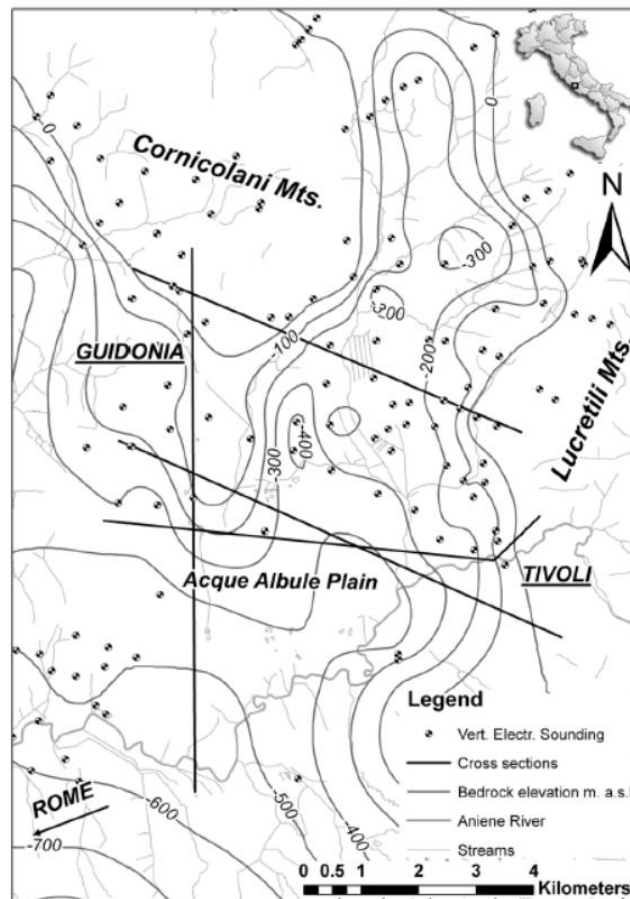 0
0
Cornicolani Mts.
N
-300
-300
-100
GUIDONIA
-200
Lucretili Mts.
-400
-300
Acque Albule Plain
TIVOLI
Legend
Vert. Electr. Sounding
Cross sections
Bedrock elevation m. a.s.l
Aniene River
Streams
ROME
-600
-500
-400
-700
0 0.5 1 2 3 4
Kilometers